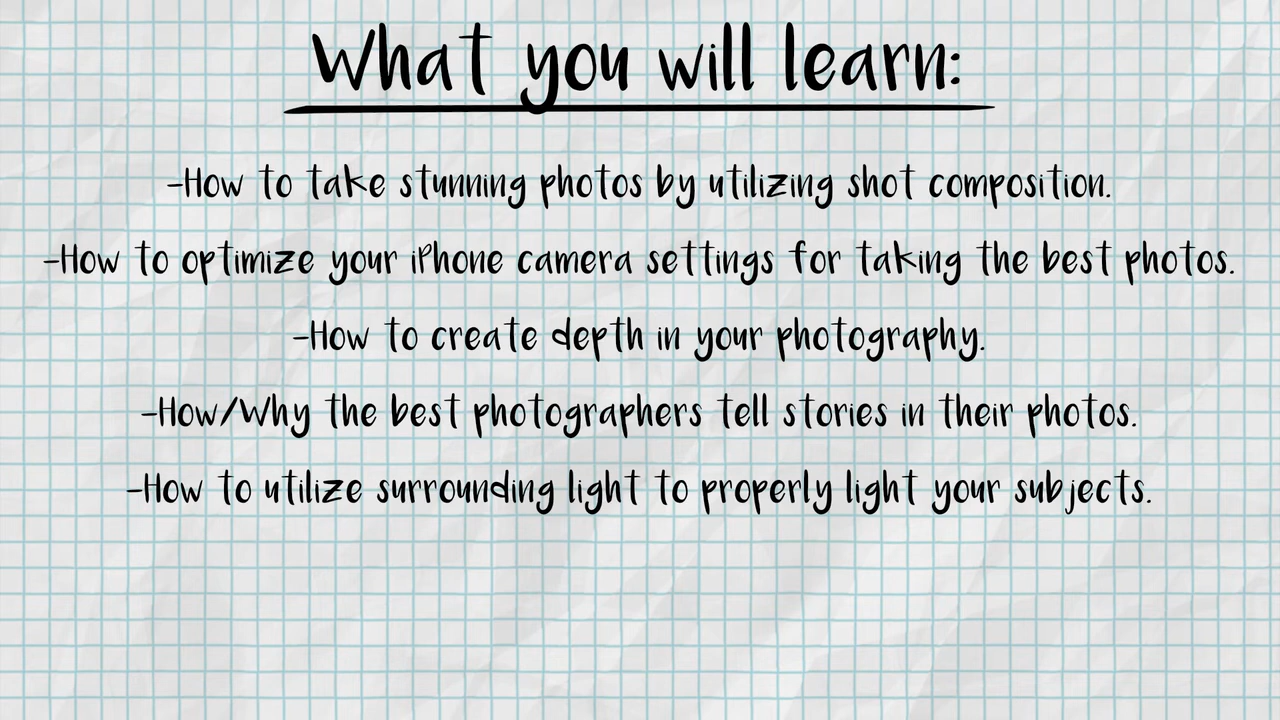 What you will learn:
-How to take stunning photos by utilizing shot composition.
-How to optimize your iPhone camera settings for taking the best photos.
-How to create depth in your photography.
-How/Why the best photographers tell stories in their photos.
-How to utilize surrounding light to properly light your subjects.